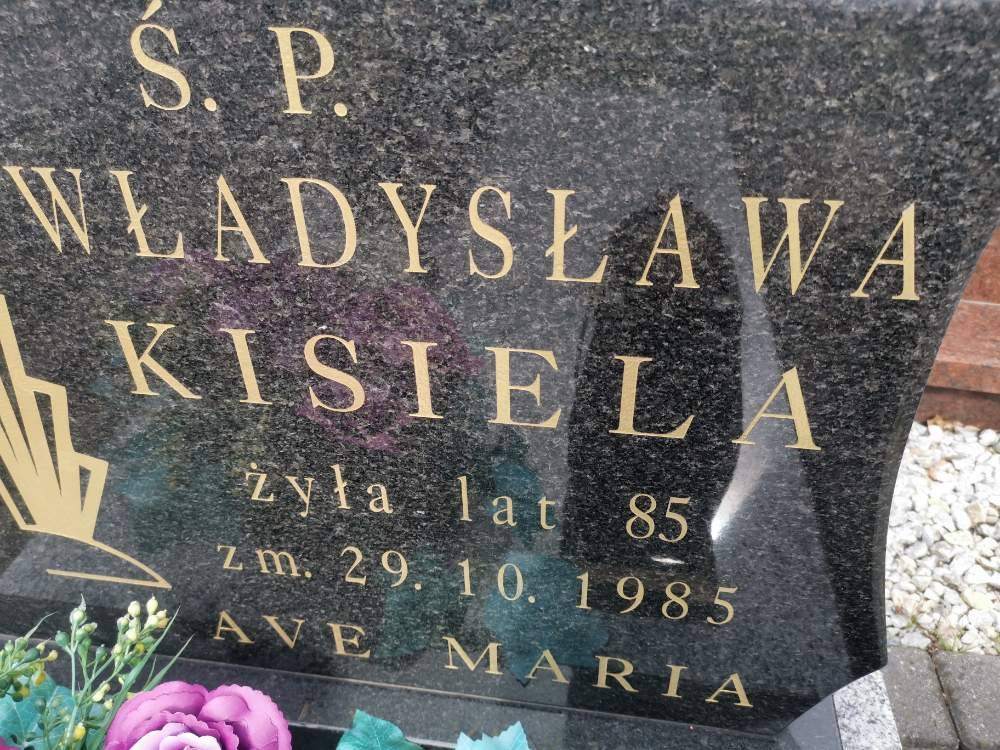 Ś. P.
WŁADYSŁAWA
KISIELA
żyła lat 85
zm. 29. 10. 1985
AVE MARIA